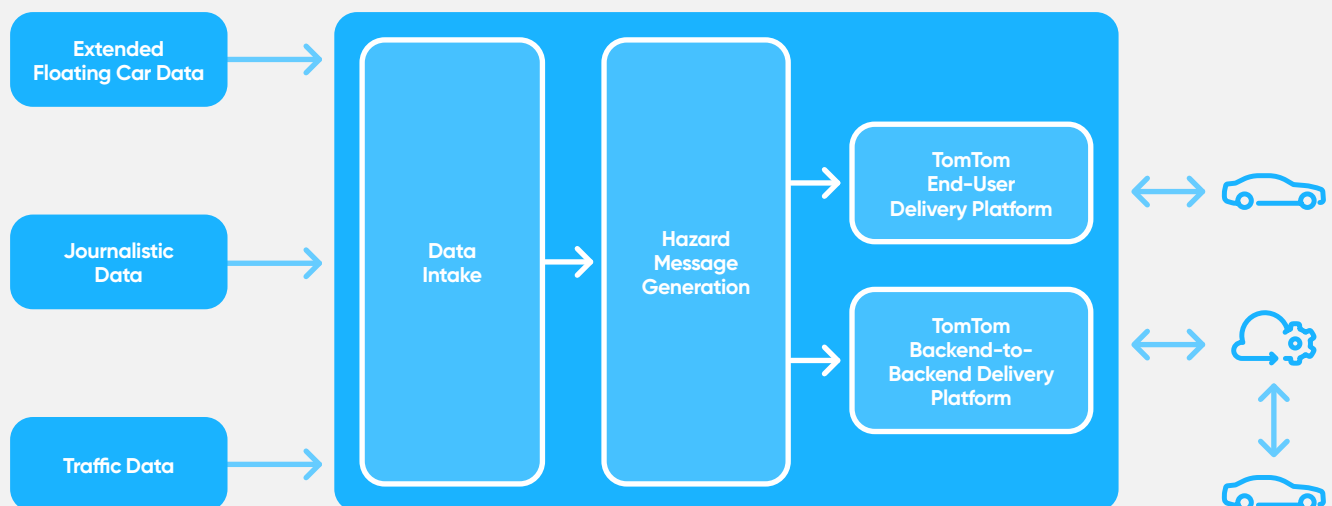 Extended
Floating Car Data
Journalistic
Data
Traffic Data
Data
Intake
Hazard
Message
Generation
TomTom
End-User
Delivery Platform
TomTom
Backend-to-
Backend Delivery
Platform